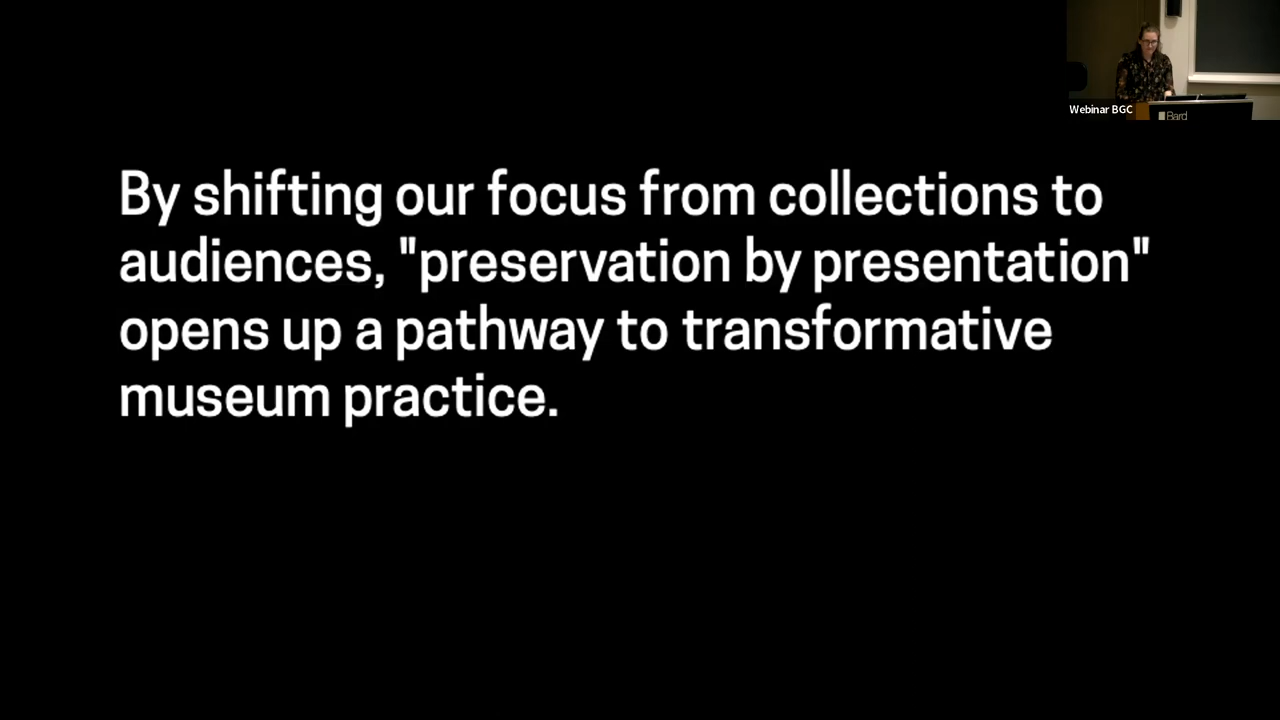 Webinar BGC
Bard
By shifting our focus from collections to
audiences, "preservation by presentation"
opens up a pathway to transformative
museum practice.